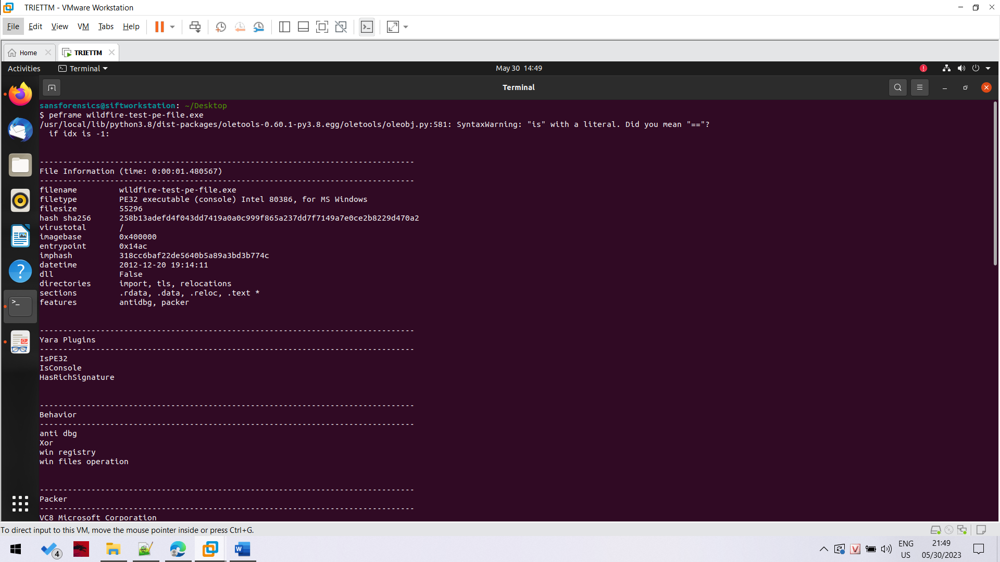 TRIETTM - VMware Workstation
File Edit View VM Tabs Help
Home TRIETTM
Activities Terminal May 30 14:49
Terminal
sansforensics@siftworkstation: ~/Desktop
$ peframe wildfire-test-pe-file.exe
/usr/local/lib/python3.8/dist-packages/oletools-0.60.1-py3.8.egg/oletools/oleobj.py:581: SyntaxWarning: "is" with a literal. Did you mean "=="?
if idx is -1:
--------------------------------------------------------------------------------
File Information (time: 0:00:01.480567)
--------------------------------------------------------------------------------
filename wildfire-test-pe-file.exe
filetype PE32 executable (console) Intel 80386, for MS Windows
filesize 55296
hash sha256 258b13adefd4f043dd7419a0a0c999f865a237dd7f7149a7e0ce2b8229d470a2
virustotal /
imagebase 0x400000
entrypoint 0x14ac
imphash 318cc6baf22de5640b5a89a3bd3b774c
datetime 2012-12-20 19:14:11
dll False
directories import, tls, relocations
sections .rdata, .data, .reloc, .text *
features antidbg, packer
--------------------------------------------------------------------------------
Yara Plugins
--------------------------------------------------------------------------------
IsPE32
IsConsole
HasRichSignature
--------------------------------------------------------------------------------
Behavior
--------------------------------------------------------------------------------
anti dbg
Xor
win registry
win files operation
--------------------------------------------------------------------------------
Packer
--------------------------------------------------------------------------------
VC8 Microsoft Corporation
To direct input to this VM, move the mouse pointer inside or press Ctrl+G.
4
ENG
US
21:49
05/30/2023